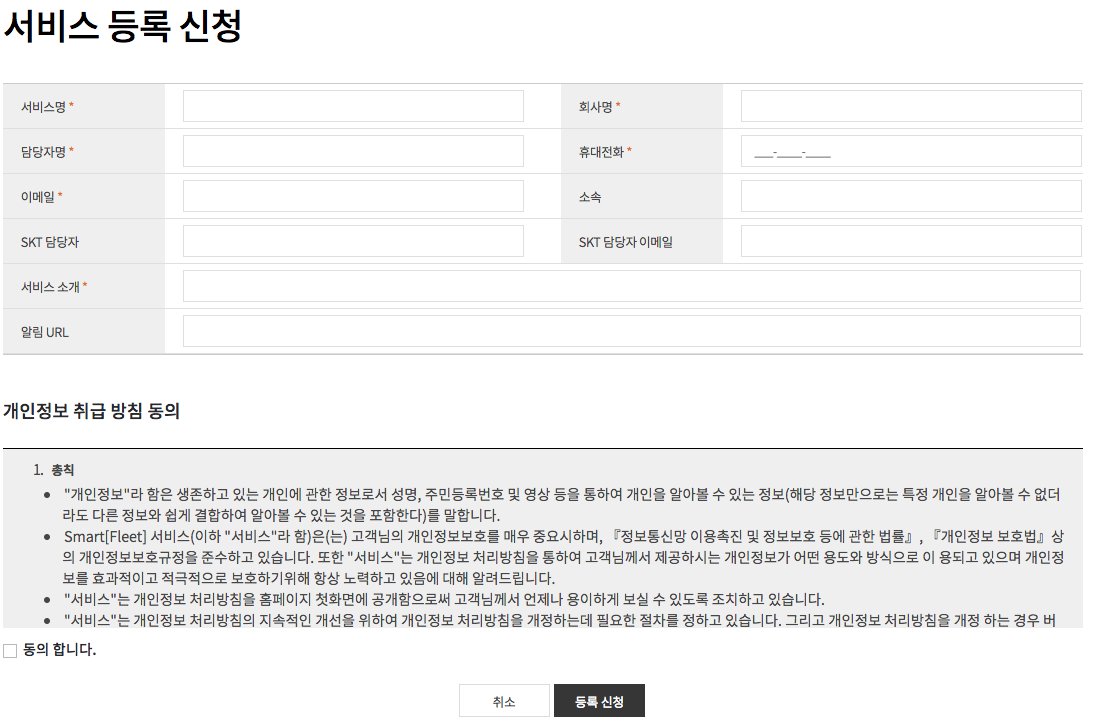 서비스 등록 신청
서비스명 *
회사명 *
담당자명 *
휴대전화 *
___-____-____
이메일 *
소속
SKT 담당자
SKT 담당자 이메일
서비스 소개 *
알림 URL
개인정보 취급 방침 동의
1. 총칙
● "개인정보"라 함은 생존하고 있는 개인에 관한 정보로서 성명, 주민등록번호 및 영상 등을 통하여 개인을 알아볼 수 있는 정보(해당 정보만으로는 특정 개인을 알아볼 수 없더
라도 다른 정보와 쉽게 결합하여 알아볼 수 있는 것을 포함한다)를 말합니다.
● Smart[Fleet] 서비스(이하 "서비스"라 함)은(는) 고객님의 개인정보보호를 매우 중요시하며, 『정보통신망 이용촉진 및 정보보호 등에 관한 법률』, 『개인정보 보호법』상
의 개인정보보호규정을 준수하고 있습니다. 또한 "서비스"는 개인정보 처리방침을 통하여 고객님께서 제공하시는 개인정보가 어떤 용도와 방식으로 이 용되고 있으며 개인정
보를 효과적이고 적극적으로 보호하기위해 항상 노력하고 있음에 대해 알려드립니다.
● "서비스"는 개인정보 처리방침을 홈페이지 첫화면에 공개함으로써 고객님께서 언제나 용이하게 보실 수 있도록 조치하고 있습니다.
● "서비스"는 개인정보 처리방침의 지속적인 개선을 위하여 개인정보 처리방침을 개정하는데 필요한 절차를 정하고 있습니다. 그리고 개인정보 처리방침을 개정 하는 경우 버
동의 합니다.
취소
등록 신청